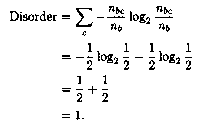 Disorder = ∑_c -n_bc/n_b log₂ n_bc/n_b
= -1/2 log₂ 1/2 - 1/2 log₂ 1/2
= 1/2 + 1/2
= 1.